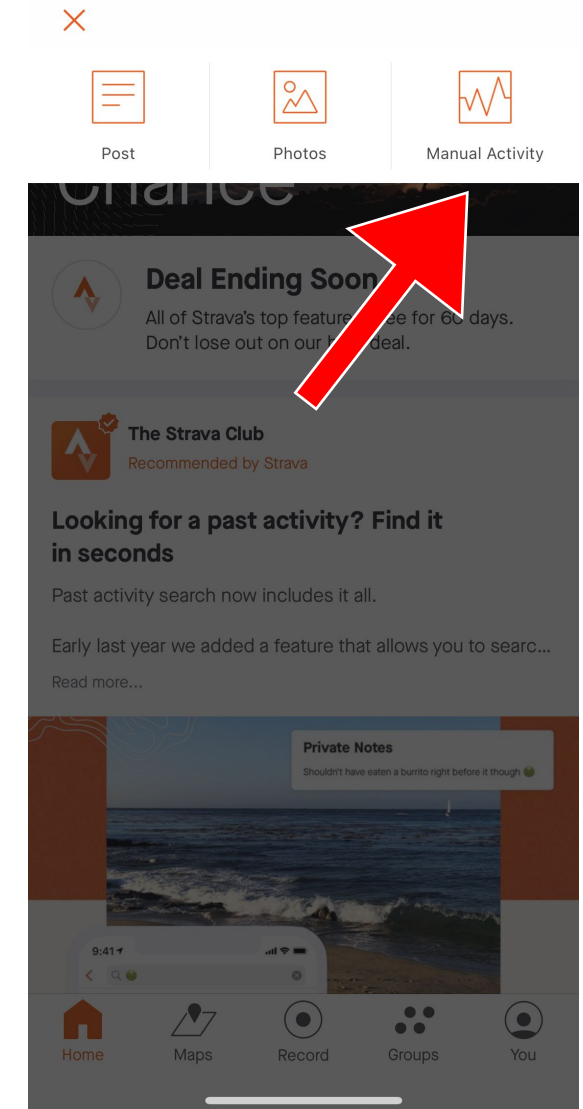 Post
Photos
Manual Activity
Chance
Deal Ending Soon
All of Strava's top feature ee for 60 days.
Don't lose out on our deal.
The Strava Club
Recommended by Strava
Looking for a past activity? Find it
in seconds
Past activity search now includes it all.
Early last year we added a feature that allows you to searc...
Read more...
Private Notes
Shouldn't have eaten a burrito right before it though 🤢
9:41
Home
Maps
Record
Groups
You